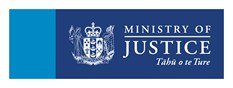 MINISTRY OF
JUSTICE
Tāhū o te Ture